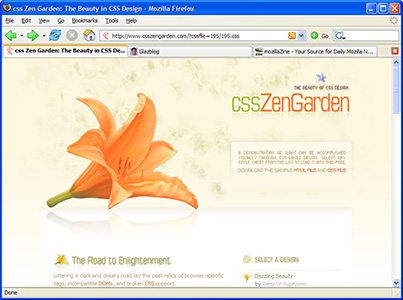 css Zen Garden: The Beauty in CSS Design - Mozilla Firefox
File Edit View Go Bookmarks Tools Help
http://www.csszengarden.com/?cssfile=195/195.css Go
css Zen Garden: The Beauty in CSS De... Glazblog mozillaZine - Your Source for Daily Mozilla N...
THE BEAUTY OF CSS DESIGN
cssZenGarden
A DEMONSTRATION OF WHAT CAN BE ACCOMPLISHED
VISUALLY THROUGH CSS-BASED DESIGN. SELECT ANY
STYLE SHEET FROM THE LIST TO LOAD IT INTO THIS PAGE.
DOWNLOAD THE SAMPLE HTML FILE AND CSS FILE
The Road to Enlightenment
Littering a dark and dreary road lay the past relics of browser-specific
tags, incompatible DOMs, and broken CSS support.
SELECT A DESIGN
Dazzling Beauty
by Deny Sri Supriyono
Done